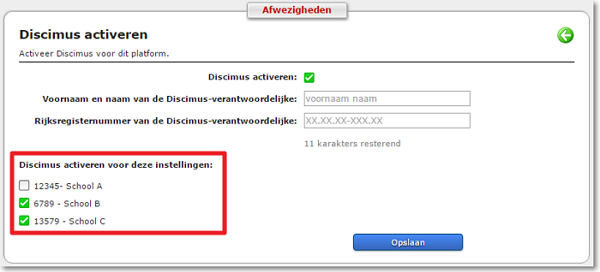 Afwezigheden
Discimus activeren
Activeer Discimus voor dit platform.
Discimus activeren:
Voornaam en naam van de Discimus-verantwoordelijke: voornaam naam
Rijksregisternummer van de Discimus-verantwoordelijke: XX.XX.XX-XXX.XX
11 karakters resterend
Discimus activeren voor deze instellingen:
12345- School A
6789 - School B
13579 - School C
Opslaan